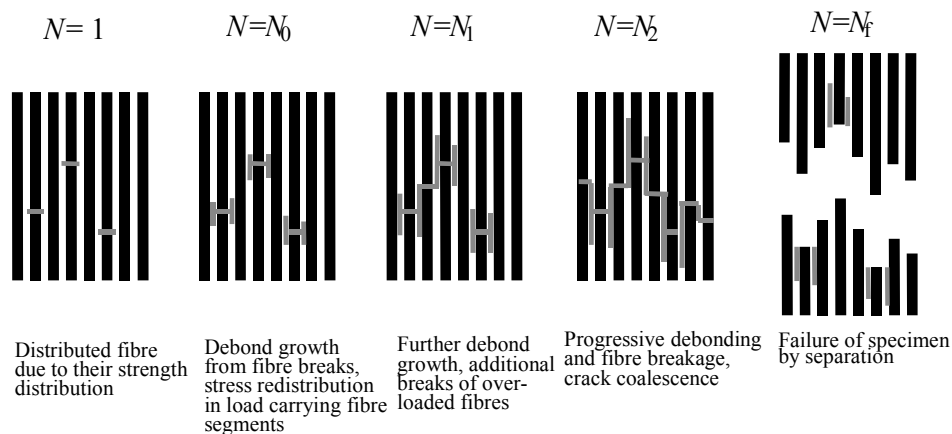 N= 1
N=N0
N=N1
N=N2
N=Nf
Distributed fibre
due to their strength
distribution
Debond growth
from fibre breaks,
stress redistribution
in load carrying fibre
segments
Further debond
growth, additional
breaks of over-
loaded fibres
Progressive debonding
and fibre breakage,
crack coalescence
Failure of specimen
by separation